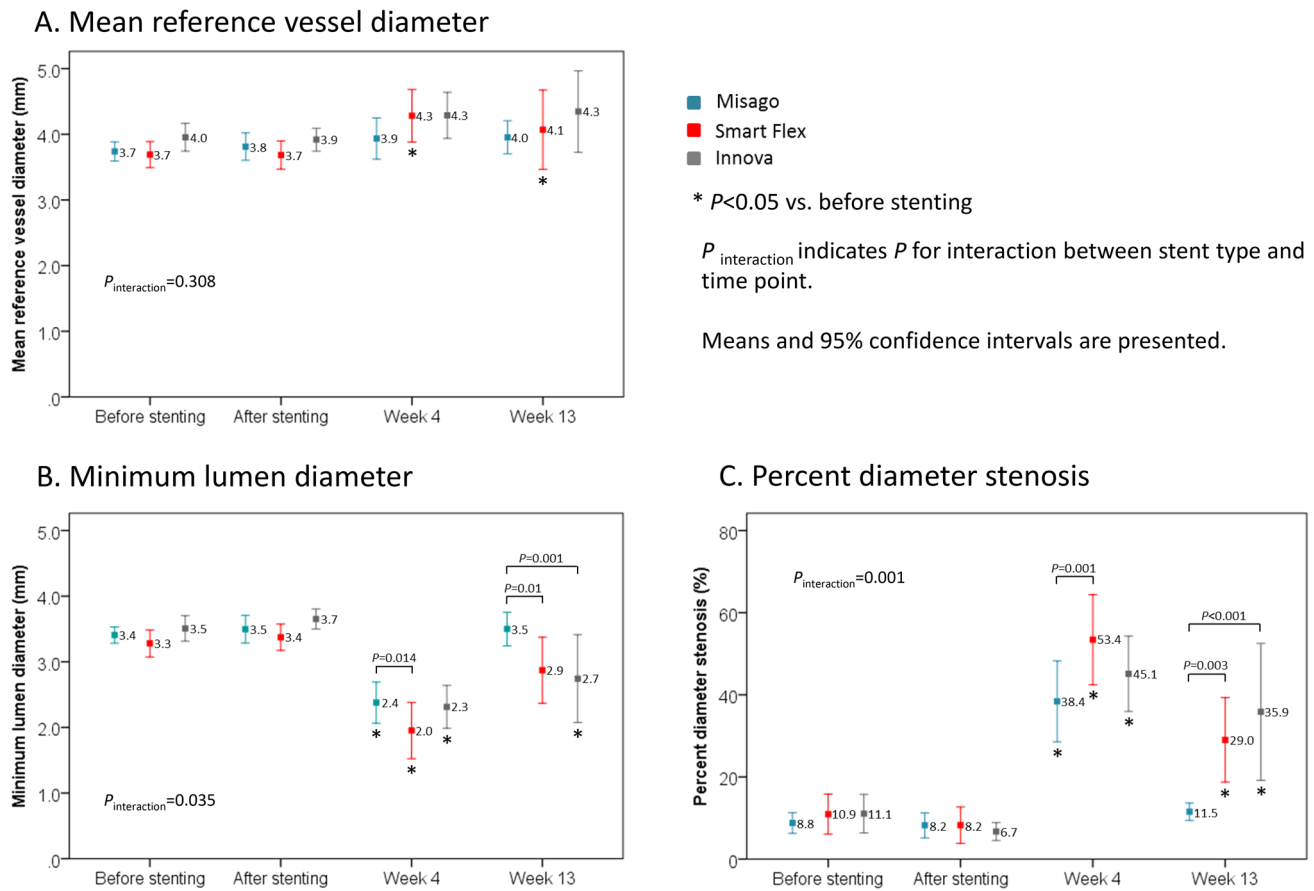 A. Mean reference vessel diameter
Mean reference vessel diameter (mm)
5.0
4.0
3.0
2.0
1.0
.0
3.7
3.7
4.0
3.8
3.7
3.9
3.9
4.3
*
4.3
4.0
4.1
*
4.3
P interaction=0.308
Before stenting
After stenting
Week 4
Week 13
Misago
Smart Flex
Innova
* P<0.05 vs. before stenting
P interaction indicates P for interaction between stent type and
time point.
Means and 95% confidence intervals are presented.
B. Minimum lumen diameter
Minimum lumen diameter (mm)
5.0
4.0
3.0
2.0
1.0
.0
3.4
3.3
3.5
3.5
3.4
3.7
P=0.014
2.4
*
2.0
*
2.3
*
P=0.001
P=0.01
3.5
2.9
2.7
*
P interaction=0.035
Before stenting
After stenting
Week 4
Week 13
C. Percent diameter stenosis
Percent diameter stenosis (%)
80
60
40
20
0
P interaction=0.001
8.8
10.9
11.1
8.2
8.2
6.7
P=0.001
38.4
*
53.4
*
45.1
*
P<0.001
P=0.003
11.5
29.0
*
35.9
*
Before stenting
After stenting
Week 4
Week 13